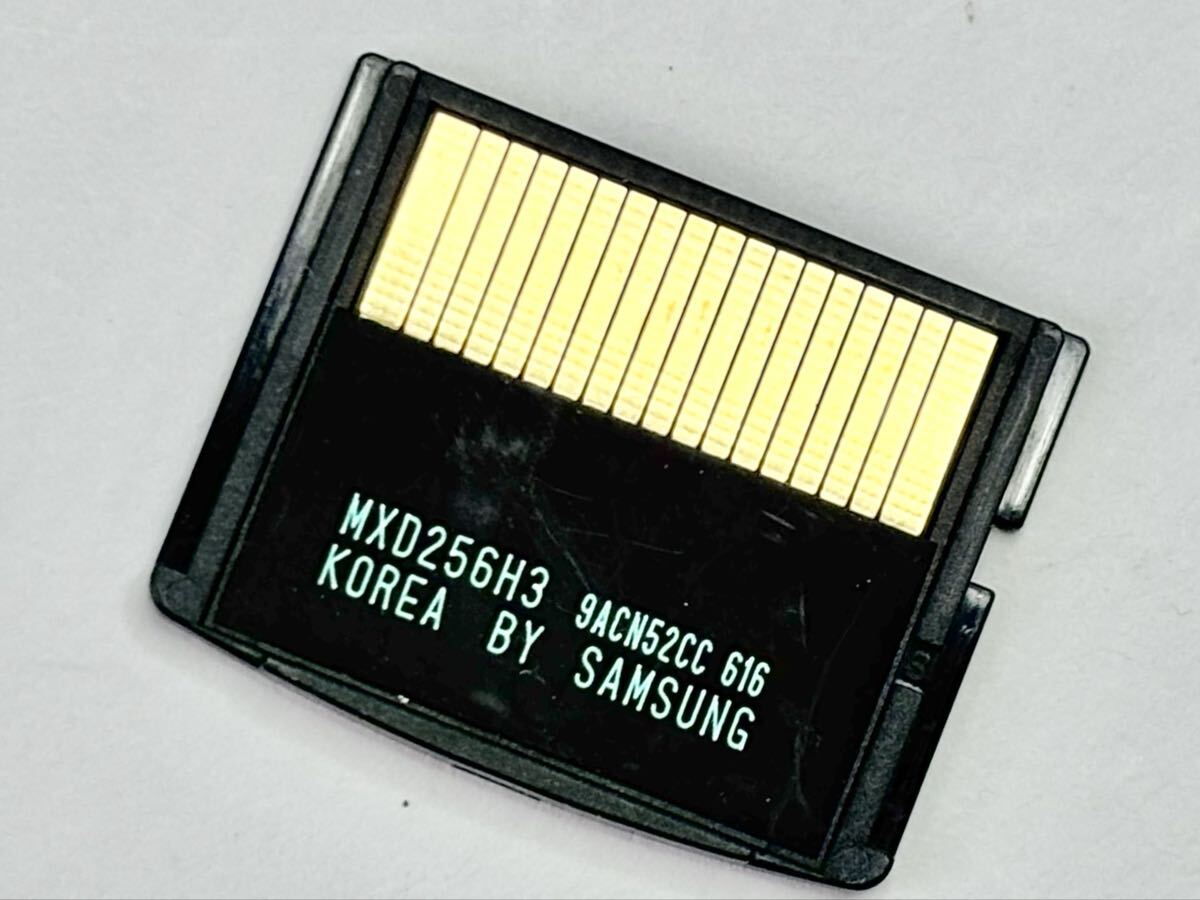 MXD256H3 9ACN52CC 616
KOREA BY SAMSUNG